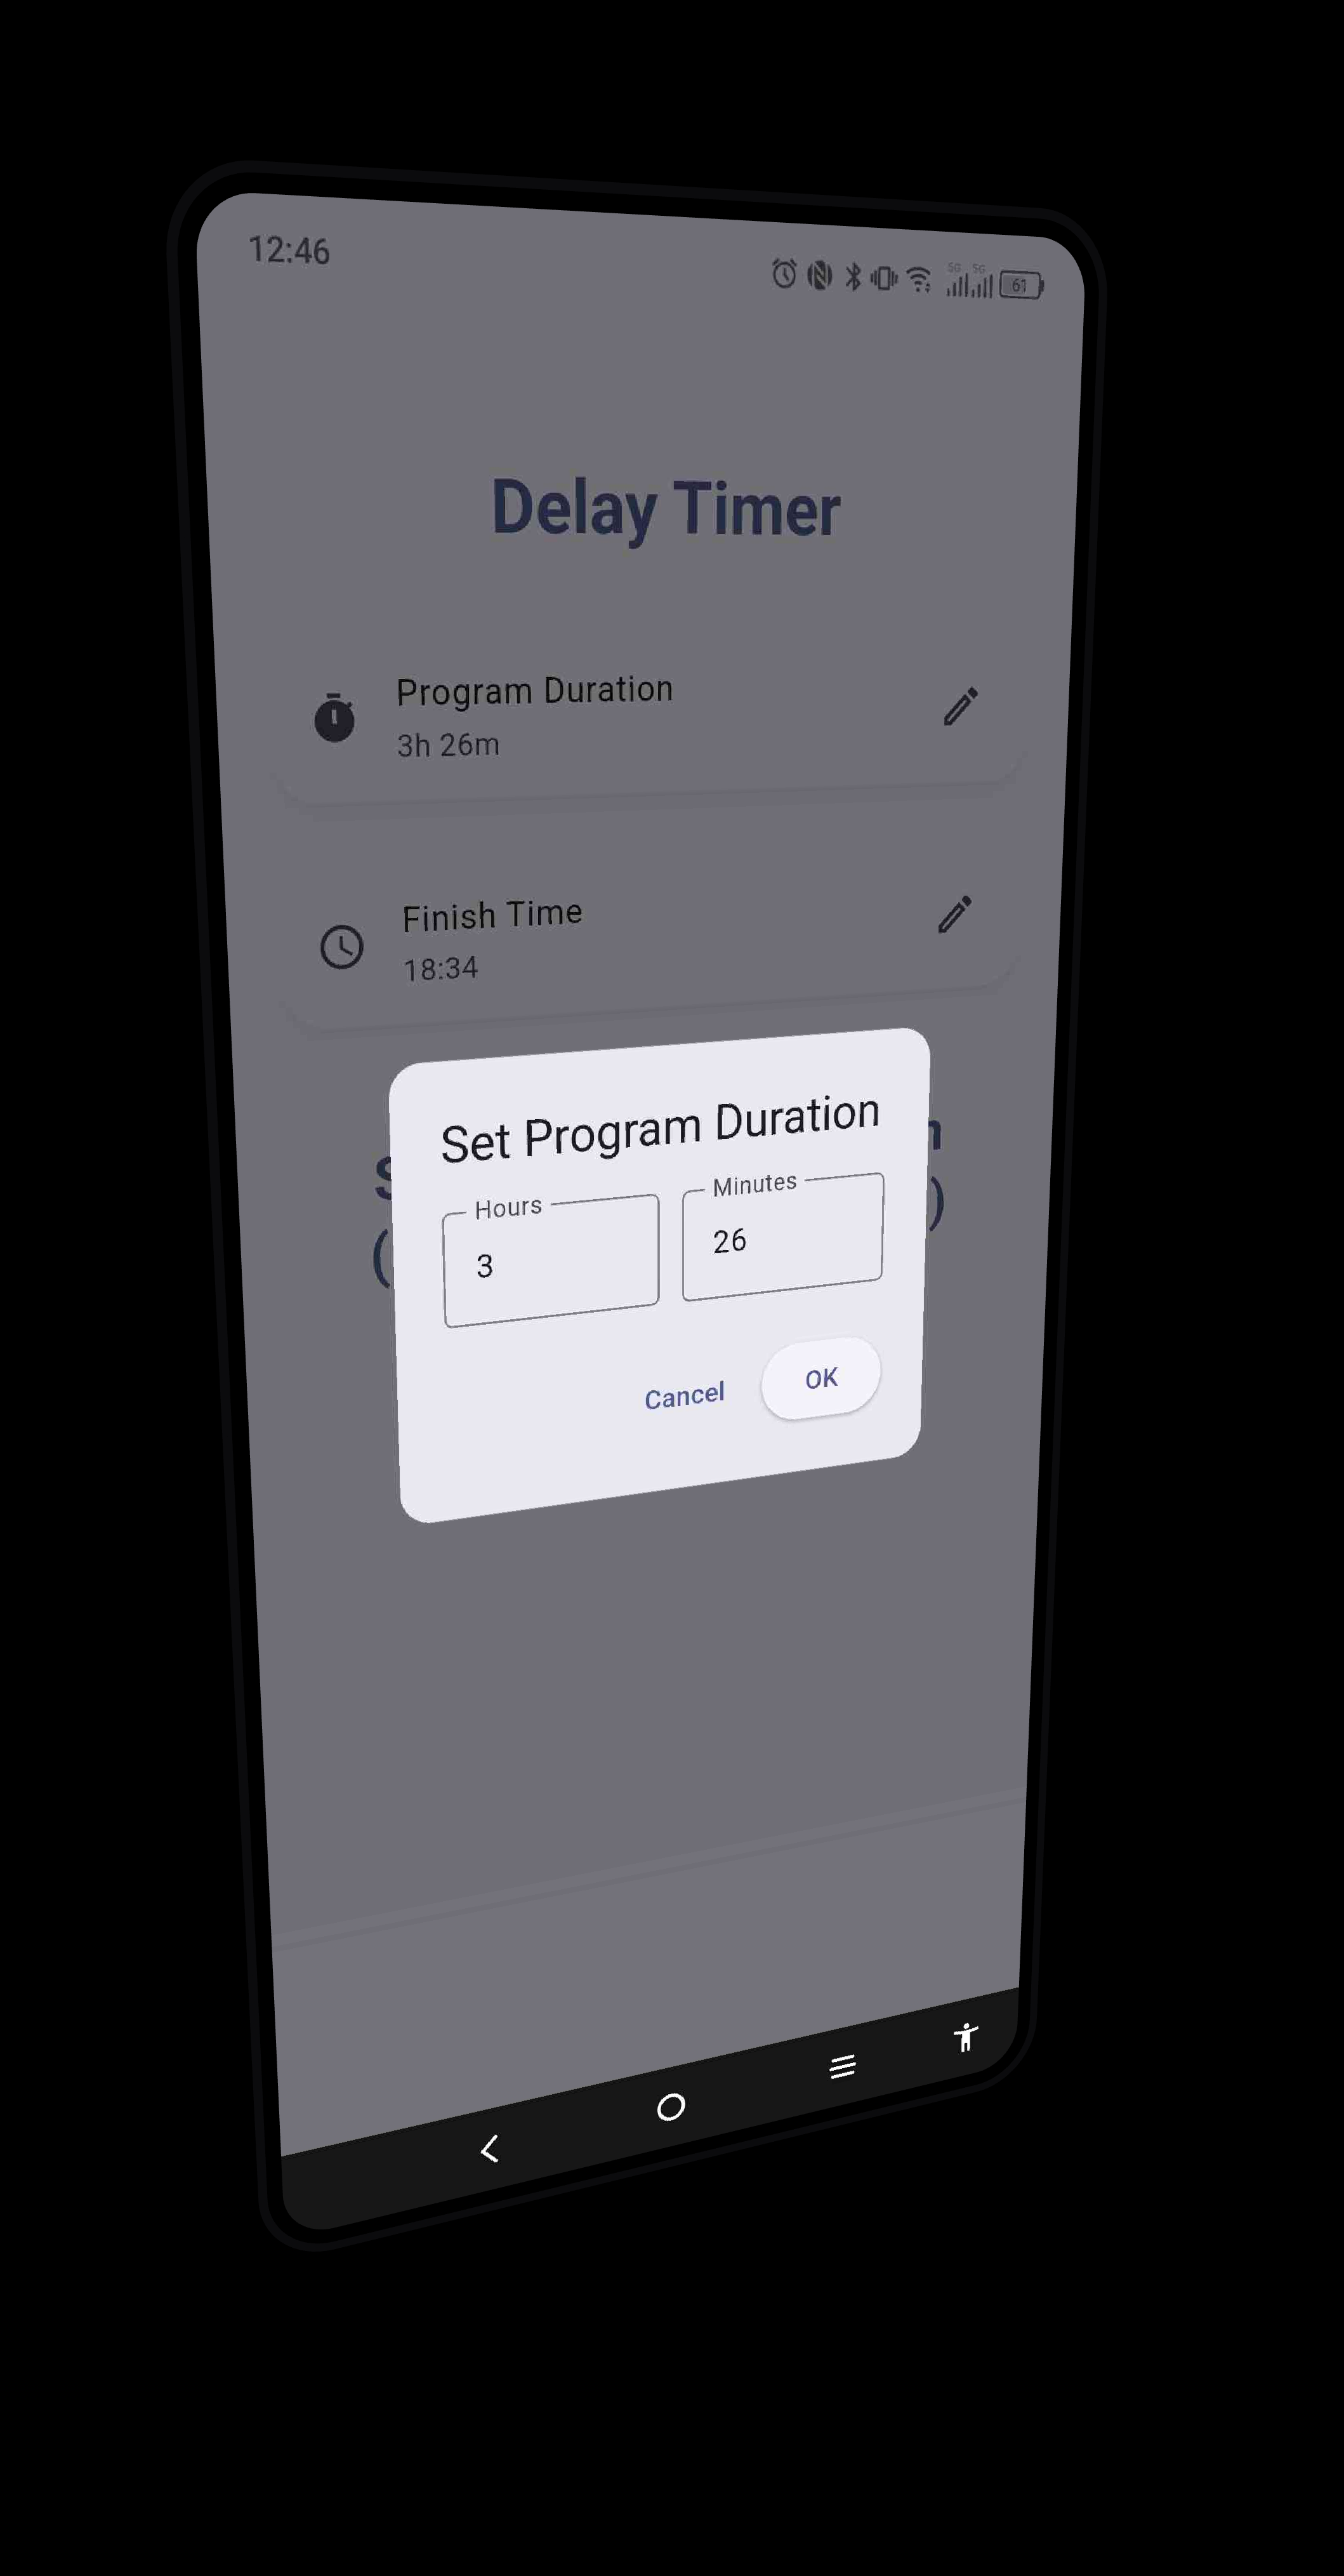 12:46
5G 5G
61
Delay Timer
Program Duration
3h 26m
Finish Time
18:34
Set Program Duration
Hours
Minutes
3
26
Cancel
OK